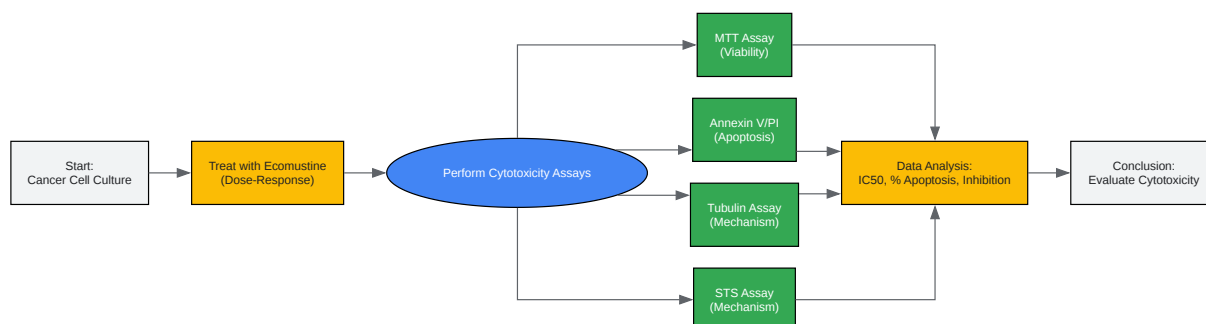 Start:
Cancer Cell Culture
Treat with Ecomustine
(Dose-Response)
Perform Cytotoxicity Assays
MTT Assay
(Viability)
Annexin V/PI
(Apoptosis)
Tubulin Assay
(Mechanism)
STS Assay
(Mechanism)
Data Analysis:
IC50, % Apoptosis, Inhibition
Conclusion:
Evaluate Cytotoxicity